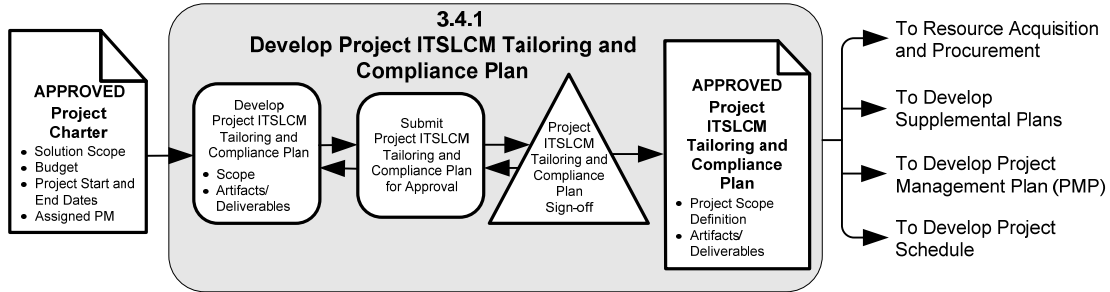 3.4.1
Develop Project ITSLCM Tailoring and
Compliance Plan
APPROVED
Project
Charter
• Solution Scope
• Budget
• Project Start and
End Dates
• Assigned PM
Develop
Project ITSLCM
Tailoring and
Compliance Plan
• Scope
• Artifacts/
Deliverables
Submit
Project ITSLCM
Tailoring and
Compliance Plan
for Approval
Project
ITSLCM
Tailoring and
Compliance
Plan
Sign-off
APPROVED
Project
ITSLCM
Tailoring and
Compliance
Plan
• Project Scope
Definition
• Artifacts/
Deliverables
To Resource Acquisition
and Procurement
To Develop
Supplemental Plans
To Develop Project
Management Plan (PMP)
To Develop Project
Schedule